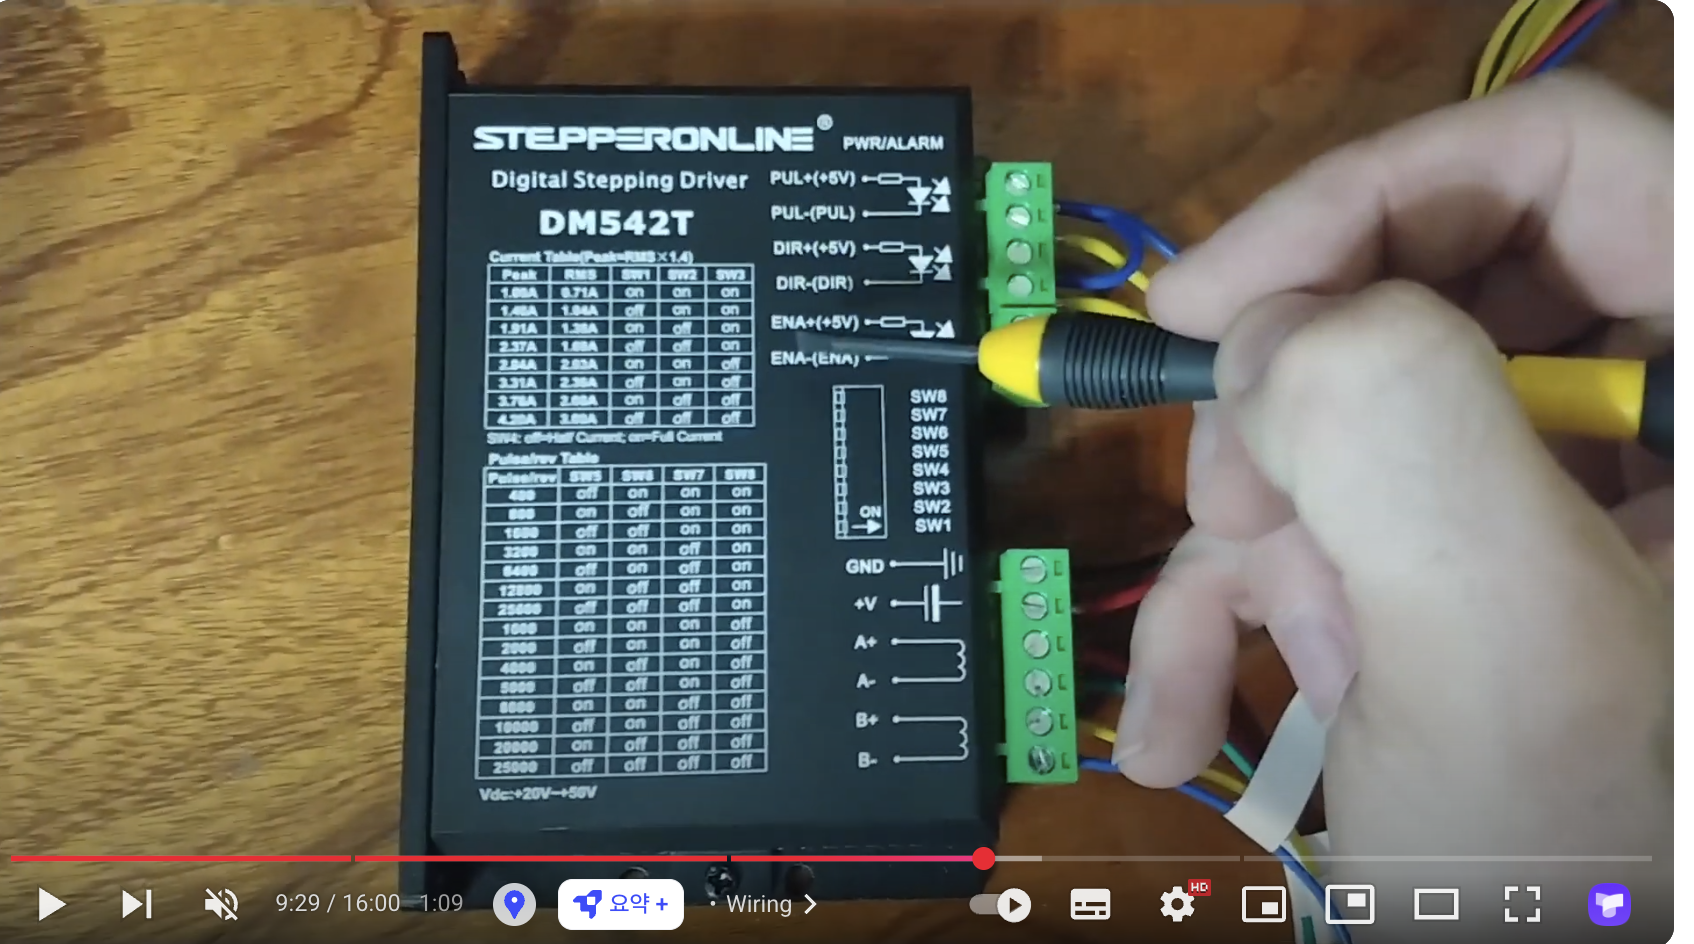 STEPPERONLINE®
PWR/ALARM
Digital Stepping Driver
DM542T
Current Table(Peak=RMS×1.4)
Peak RMS SW1 SW2 SW3
1.00A 0.71A on on on
1.46A 1.04A off on on
1.91A 1.36A on off on
2.37A 1.69A off off on
2.84A 2.03A on on off
3.31A 2.36A off on off
3.76A 2.69A on off off
4.20A 3.00A off off off
SW4: off=Half Current; on=Full Current
Pulse/rev Table
Pulse/rev SW5 SW6 SW7 SW8
400 off on on on
800 on off on on
1600 off off on on
3200 on on off on
6400 off on off on
12800 on off off on
25600 off off off on
1000 on on on off
2000 off on on off
4000 on off on off
5000 off off on off
8000 on on off off
10000 off on off off
20000 on off off off
25000 off off off off
Vdc:+20V~+50V
PUL+(+5V)
PUL-(PUL)
DIR+(+5V)
DIR-(DIR)
ENA+(+5V)
ENA-(ENA)
SW8
SW7
SW6
SW5
SW4
SW3
SW2
SW1
ON
GND
+V
A+
A-
B+
B-
9:29 / 16:00 -1:09
요약 +
• Wiring
HD